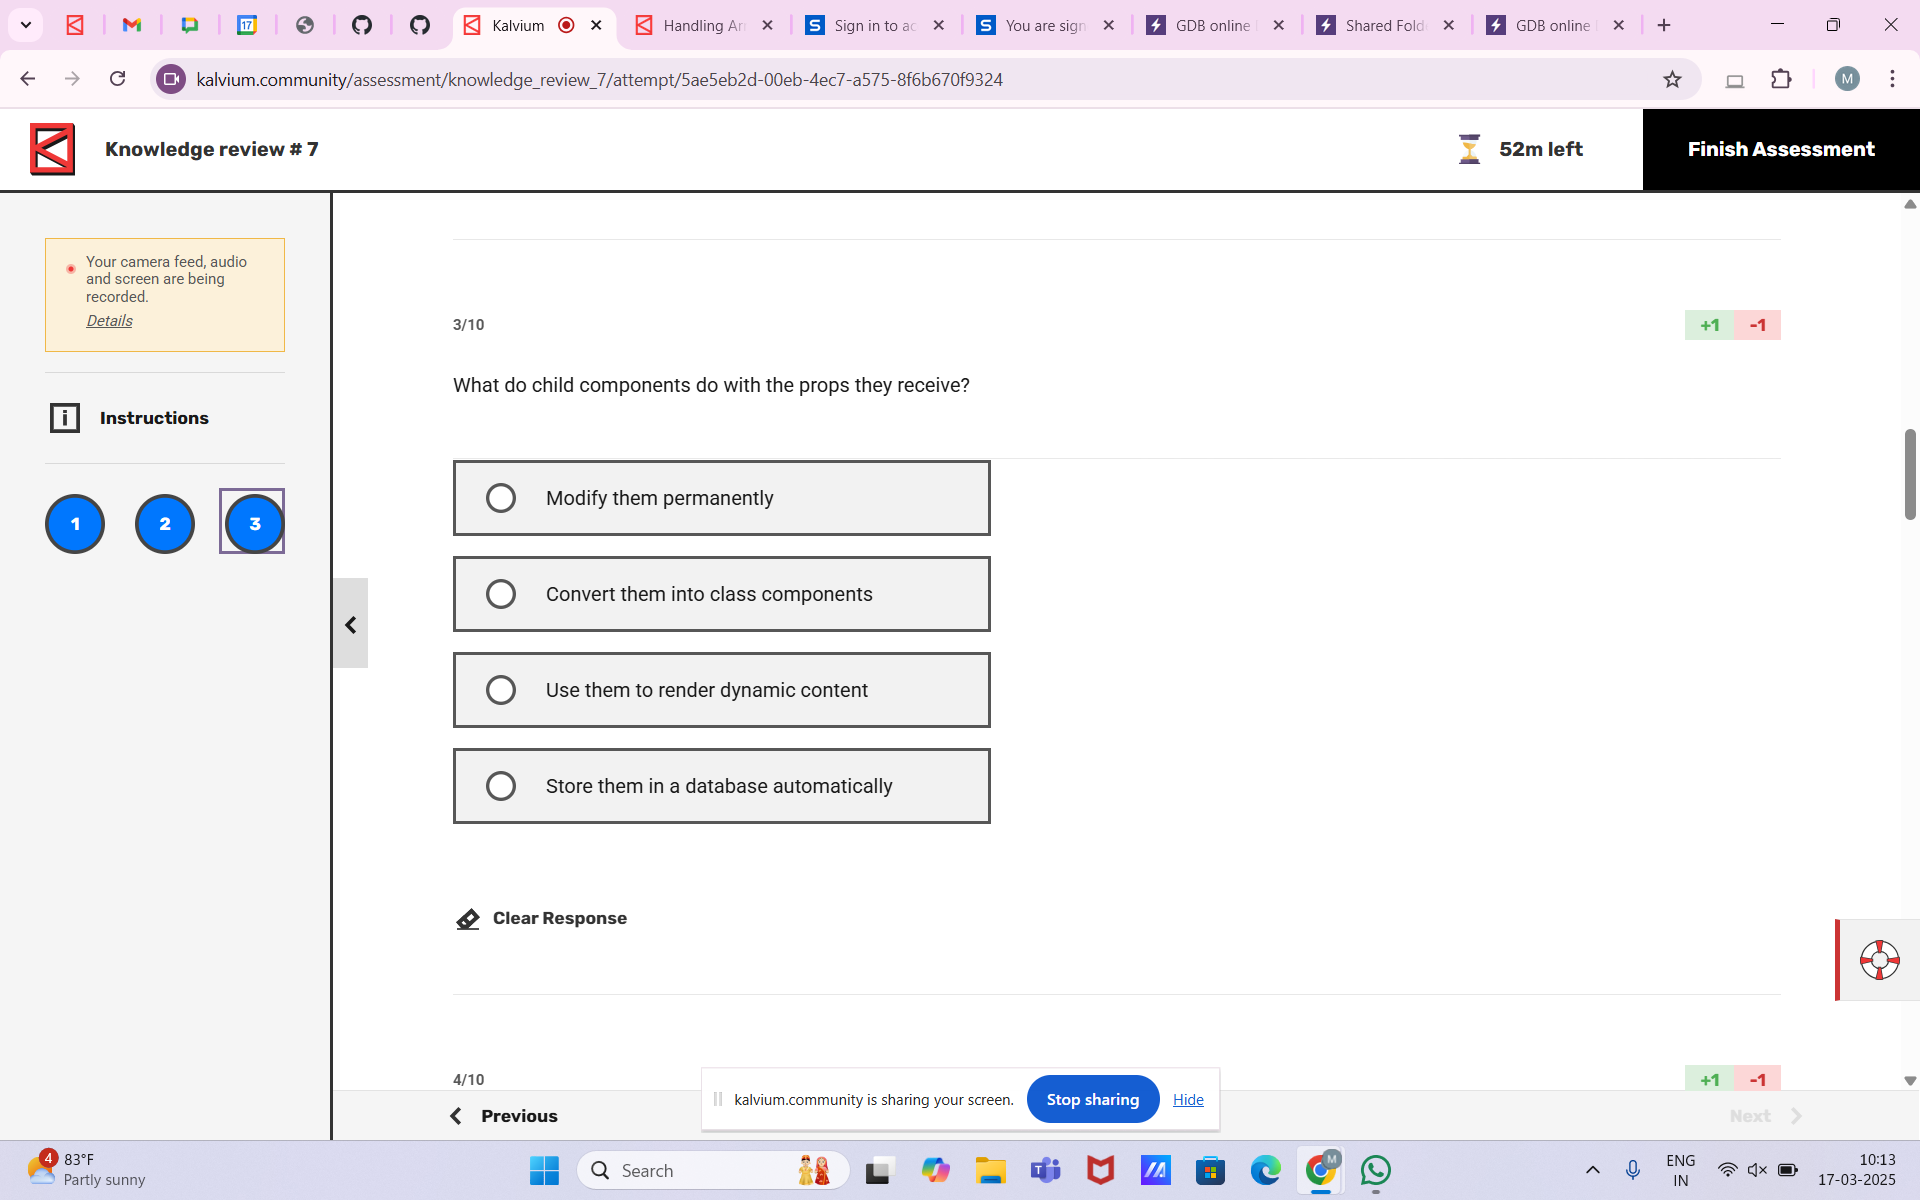 Kalvium
Handling Ar
Sign in to ac
You are sign
GDB online
Shared Fold
GDB online
17
kalvium.community/assessment/knowledge_review_7/attempt/5ae5eb2d-00eb-4ec7-a575-8f6b670f9324
M
Knowledge review # 7
52m left
Finish Assessment
Your camera feed, audio
and screen are being
recorded.
Details
Instructions
1
2
3
3/10
+1
-1
What do child components do with the props they receive?
Modify them permanently
Convert them into class components
Use them to render dynamic content
Store them in a database automatically
Clear Response
4/10
+1
-1
Previous
kalvium.community is sharing your screen.
Stop sharing
Hide
Next
4
83°F
Partly sunny
Search
M
ENG
IN
10:13
17-03-2025